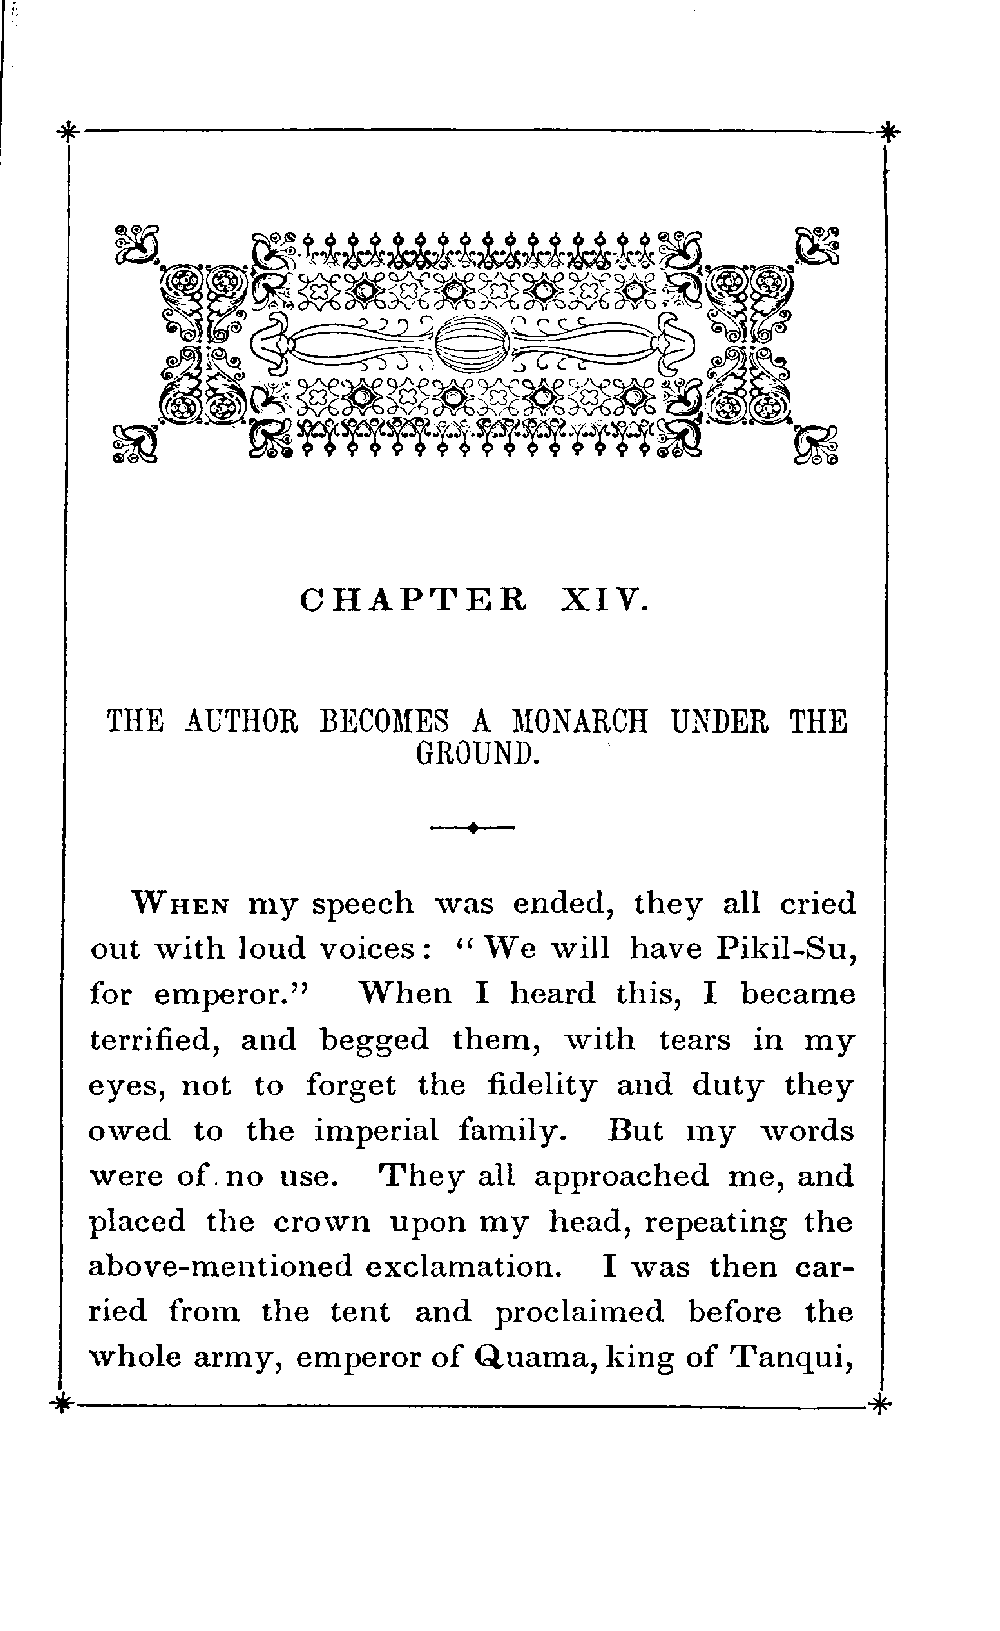 CHAPTER XIV.
THE AUTHOR BECOMES A MONARCH UNDER THE
GROUND.
WHEN my speech was ended, they all cried
out with loud voices: "We will have Pikil-Su,
for emperor." When I heard this, I became
terrified, and begged them, with tears in my
eyes, not to forget the fidelity and duty they
owed to the imperial family. But my words
were of no use. They all approached me, and
placed the crown upon my head, repeating the
above-mentioned exclamation. I was then car-
ried from the tent and proclaimed before the
whole army, emperor of Quama, king of Tanqui,